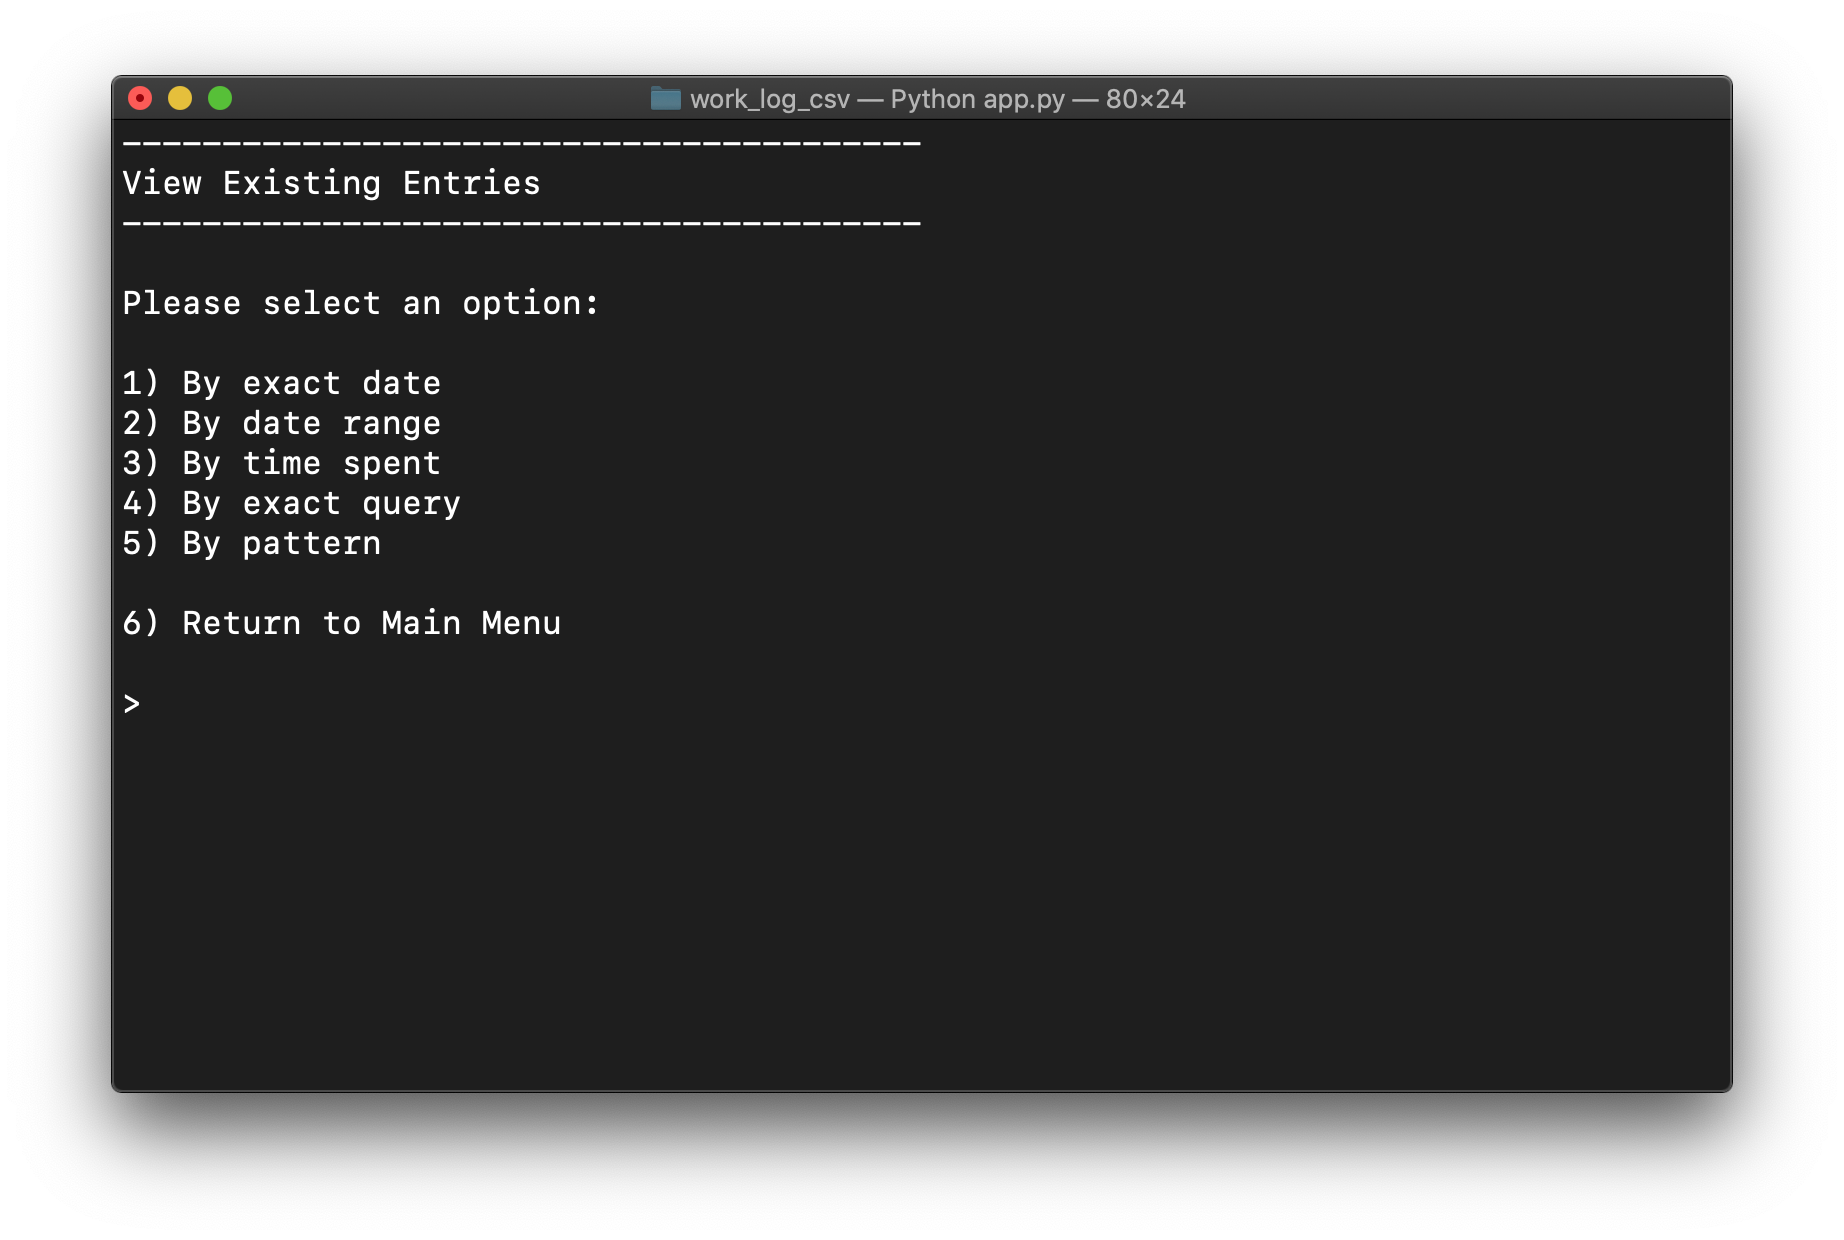 work_log_csv — Python app.py — 80×24
----------------------------------------
View Existing Entries
----------------------------------------
Please select an option:
1) By exact date
2) By date range
3) By time spent
4) By exact query
5) By pattern
6) Return to Main Menu
>